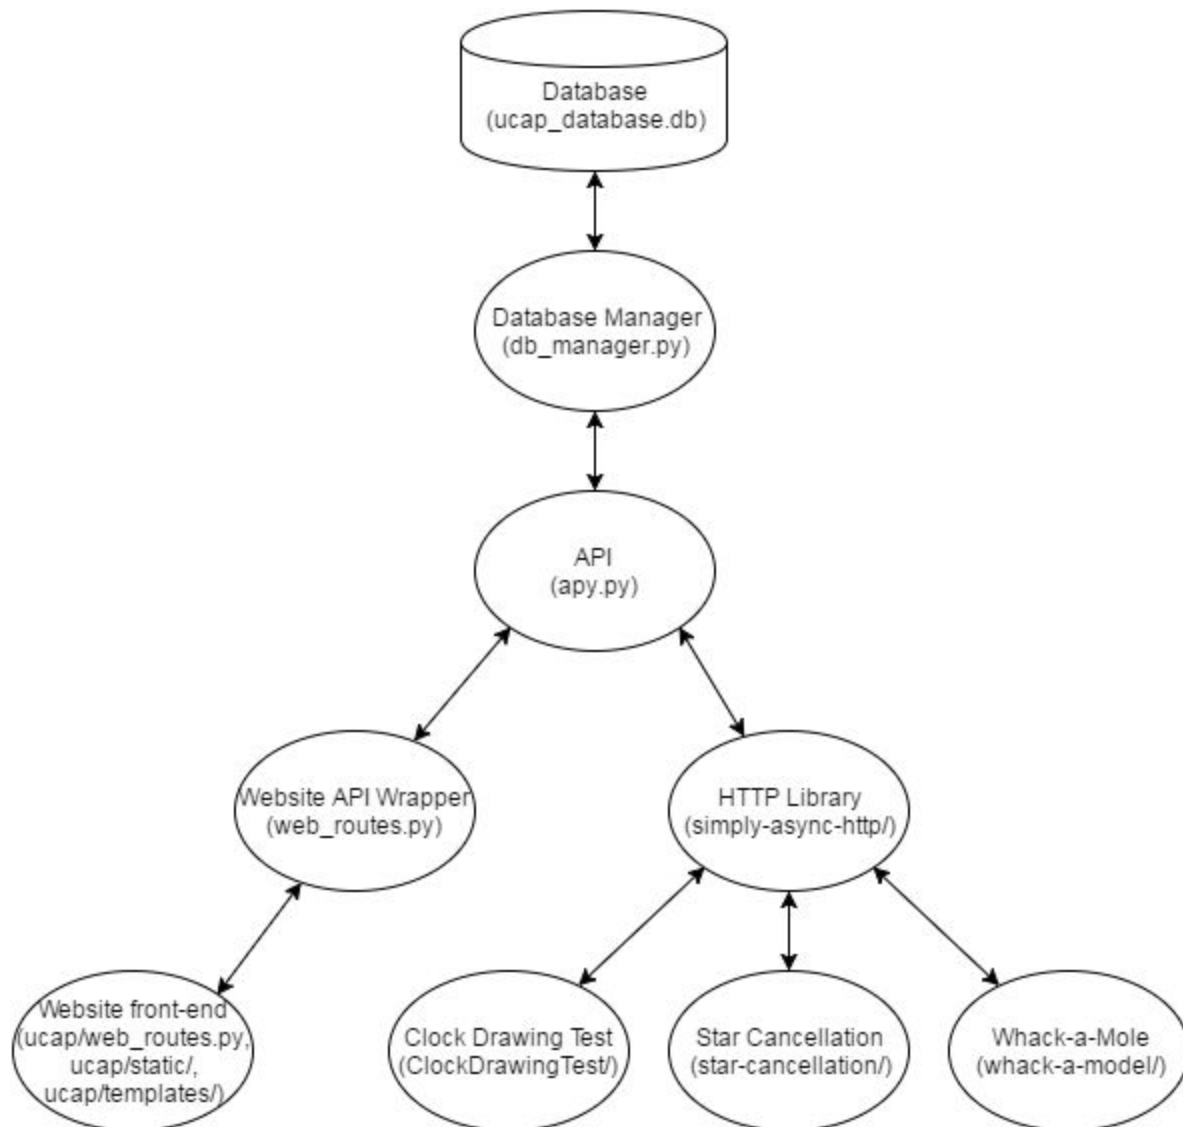 Database
(ucap_database.db)
Database Manager
(db_manager.py)
API
(apy.py)
Website API Wrapper
(web_routes.py)
HTTP Library
(simply-async-http/)
Website front-end
(ucap/web_routes.py,
ucap/static/,
ucap/templates/)
Clock Drawing Test
(ClockDrawingTest/)
Star Cancellation
(star-cancellation/)
Whack-a-Mole
(whack-a-model/)